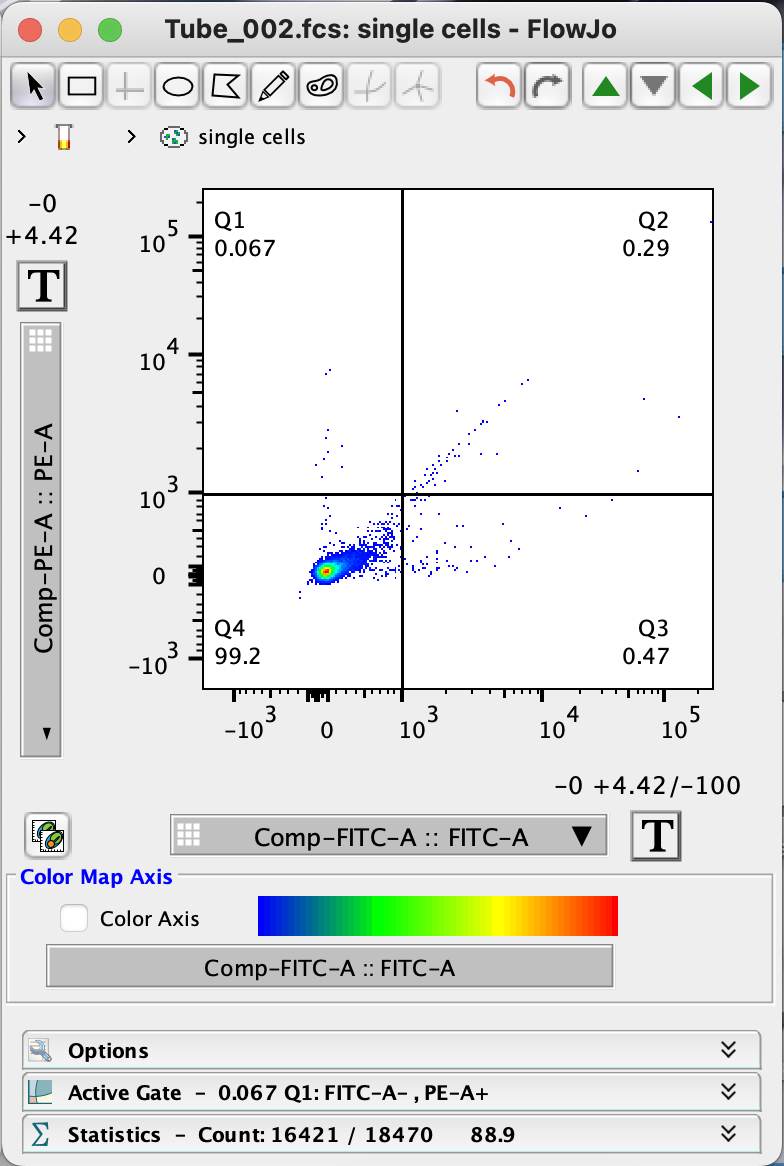 Tube_002.fcs: single cells - FlowJo
single cells
-0
+4.42
T
Comp-PE-A :: PE-A
10^5
10^4
10^3
0
-10^3
Q1
0.067
Q2
0.29
Q4
99.2
Q3
0.47
-10^3 0 10^3 10^4 10^5
-0 +4.42/-100
Comp-FITC-A :: FITC-A
T
Color Map Axis
Color Axis
Comp-FITC-A :: FITC-A
Options
Active Gate - 0.067 Q1: FITC-A- , PE-A+
Statistics - Count: 16421 / 18470 88.9